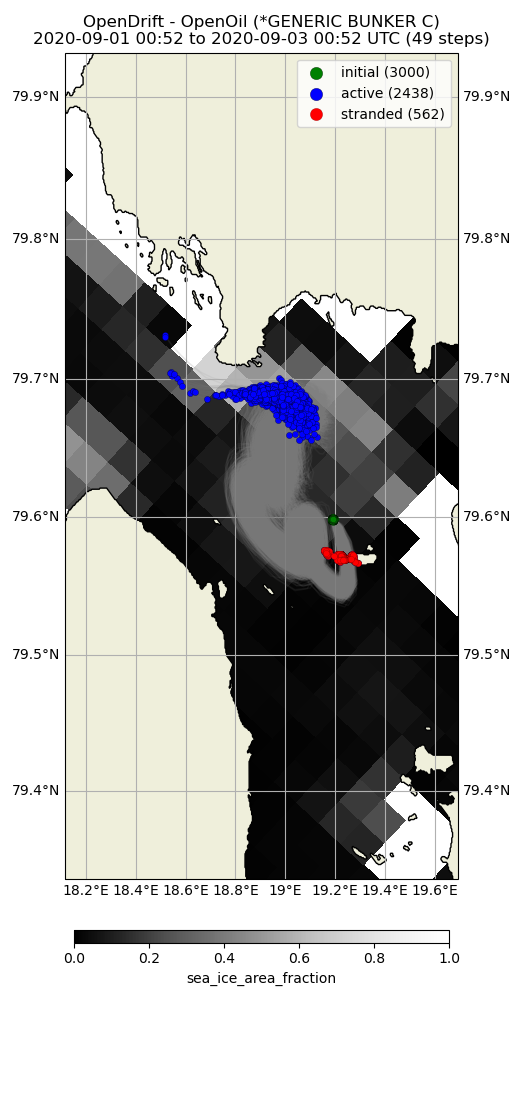 OpenDrift - OpenOil (*GENERIC BUNKER C)
2020-09-01 00:52 to 2020-09-03 00:52 UTC (49 steps)
initial (3000)
active (2438)
stranded (562)
79.9°N 79.9°N
79.8°N 79.8°N
79.7°N 79.7°N
79.6°N 79.6°N
79.5°N 79.5°N
79.4°N 79.4°N
18.2°E 18.4°E 18.6°E 18.8°E 19°E 19.2°E 19.4°E 19.6°E
0.0 0.2 0.4 0.6 0.8 1.0
sea_ice_area_fraction